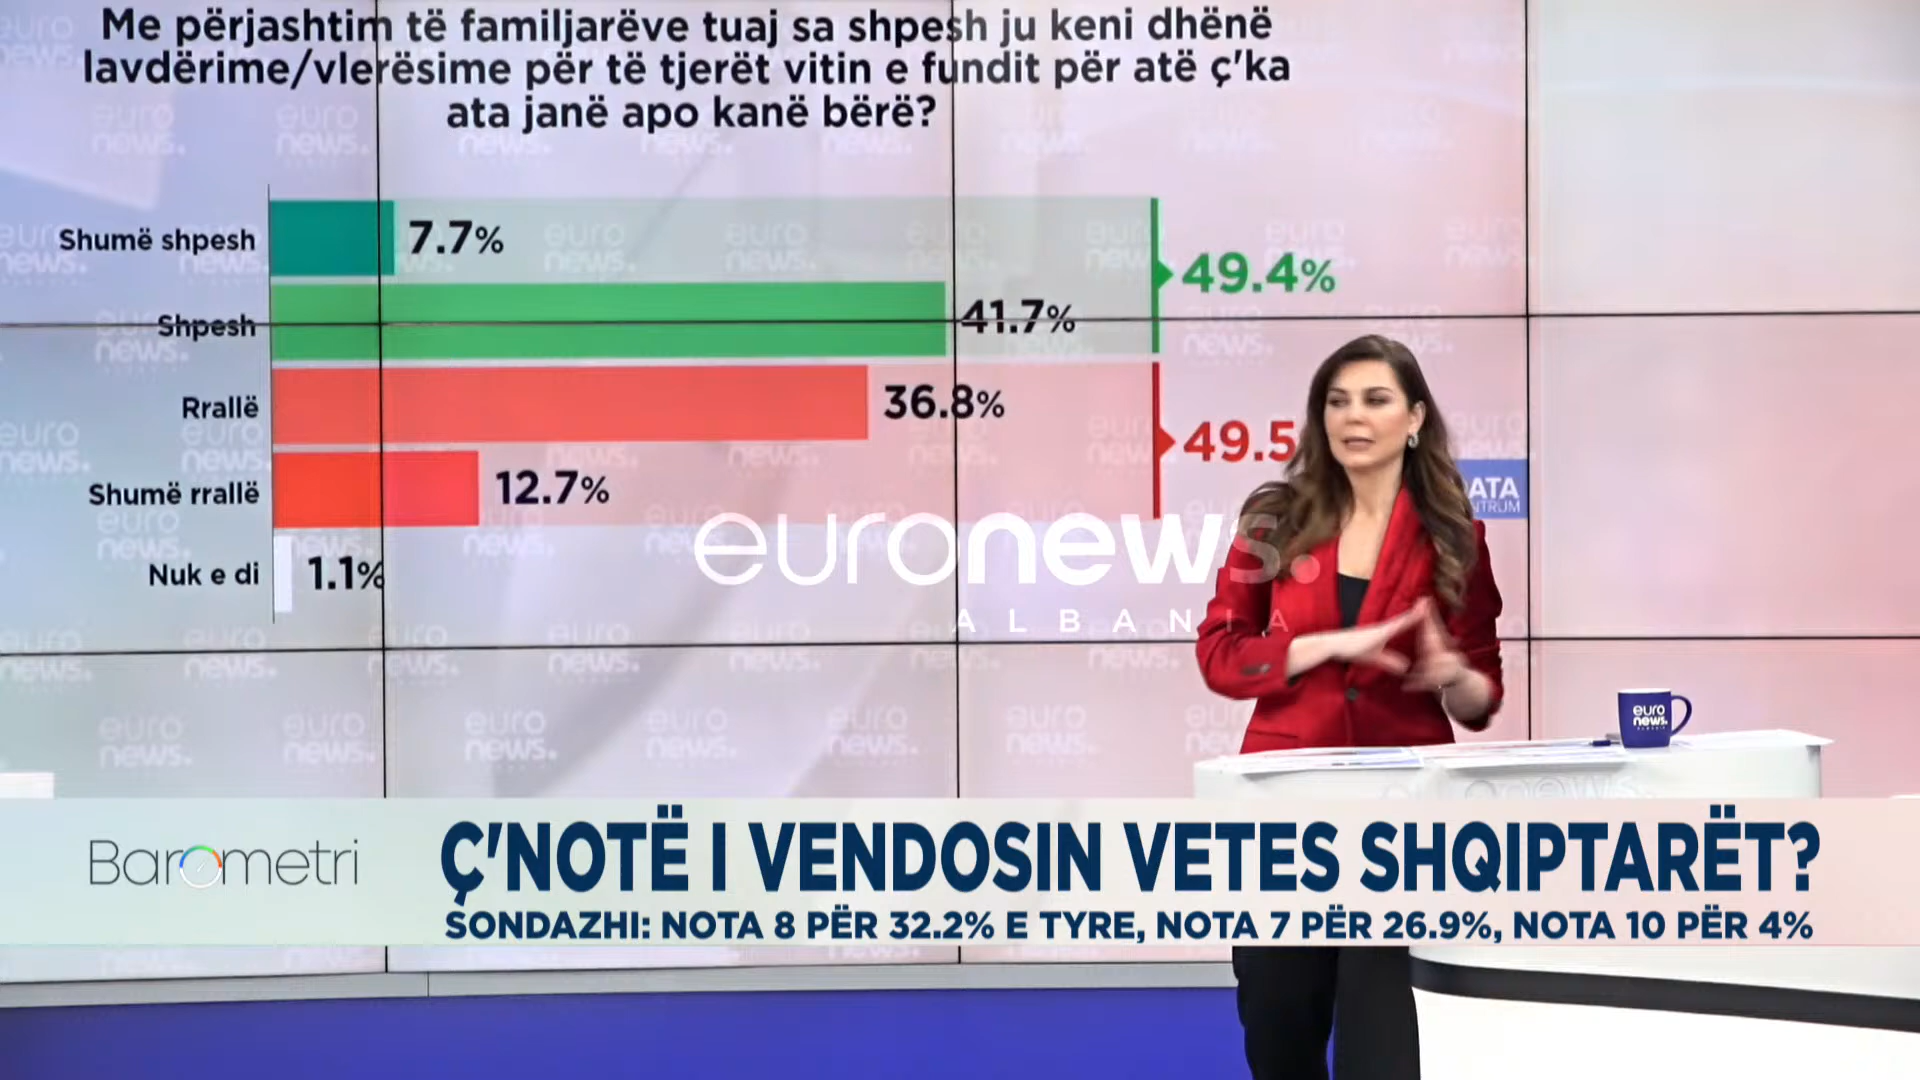 Me përjashtim të familjarëve tuaj sa shpesh ju keni dhënë
lavdërime/vlerësime për të tjerët vitin e fundit për atë ç'ka
ata janë apo kanë bërë?
Shumë shpesh 7.7%
49.4%
Shpesh 41.7%
Rrallë 36.8%
49.5
Shumë rrallë 12.7%
Nuk e di 1.1%
euronews.
ALBANIA
euro
news.
Barometri
Ç'NOTË I VENDOSIN VETES SHQIPTARËT?
SONDAZHI: NOTA 8 PËR 32.2% E TYRE, NOTA 7 PËR 26.9%, NOTA 10 PËR 4%